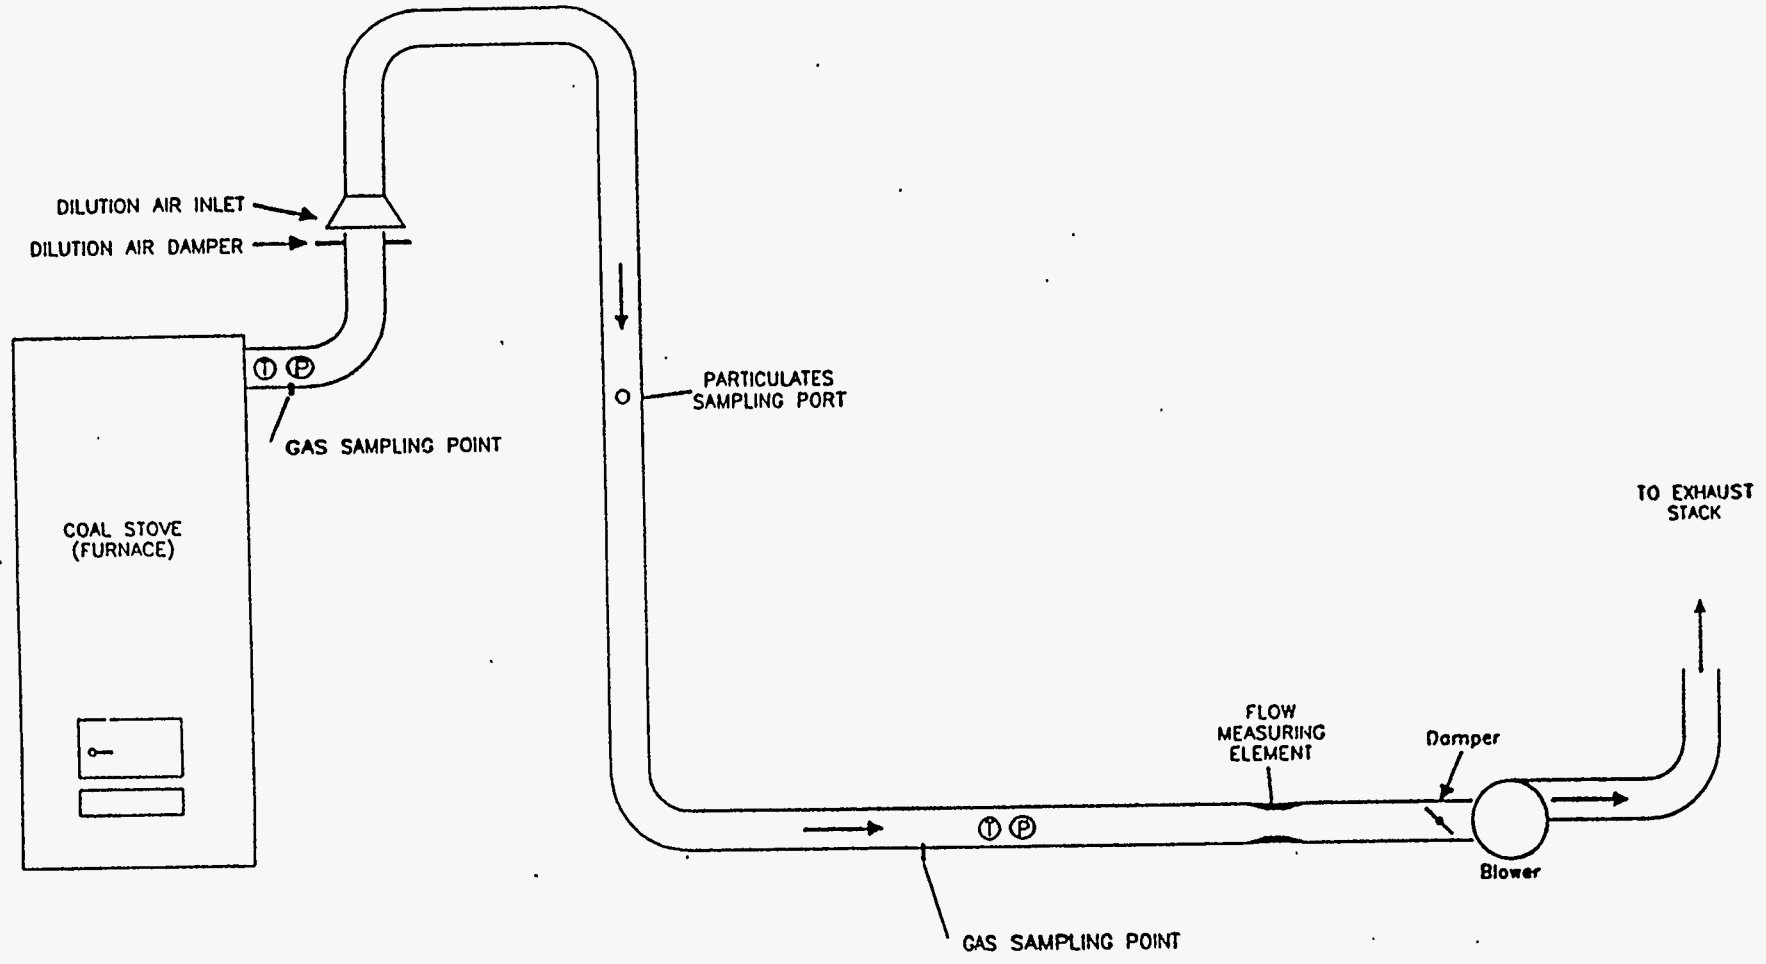 DILUTION AIR INLET
DILUTION AIR DAMPER
T P
GAS SAMPLING POINT
PARTICULATES
SAMPLING PORT
COAL STOVE
(FURNACE)
TO EXHAUST
STACK
FLOW
MEASURING
ELEMENT
Damper
T P
Blower
GAS SAMPLING POINT